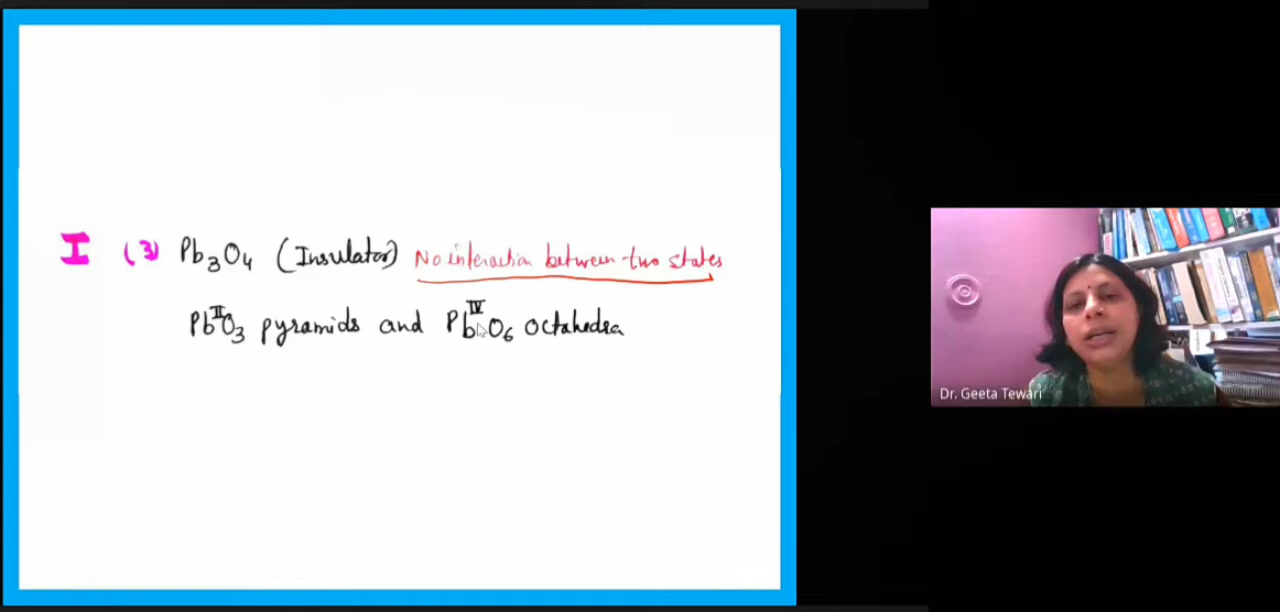 I (3) Pb₃O₄ (Insulator) No interaction between two states
PbᴵᴵO₃ pyramids and PbᴵⱽO₆ octahedra
Dr. Geeta Tewari